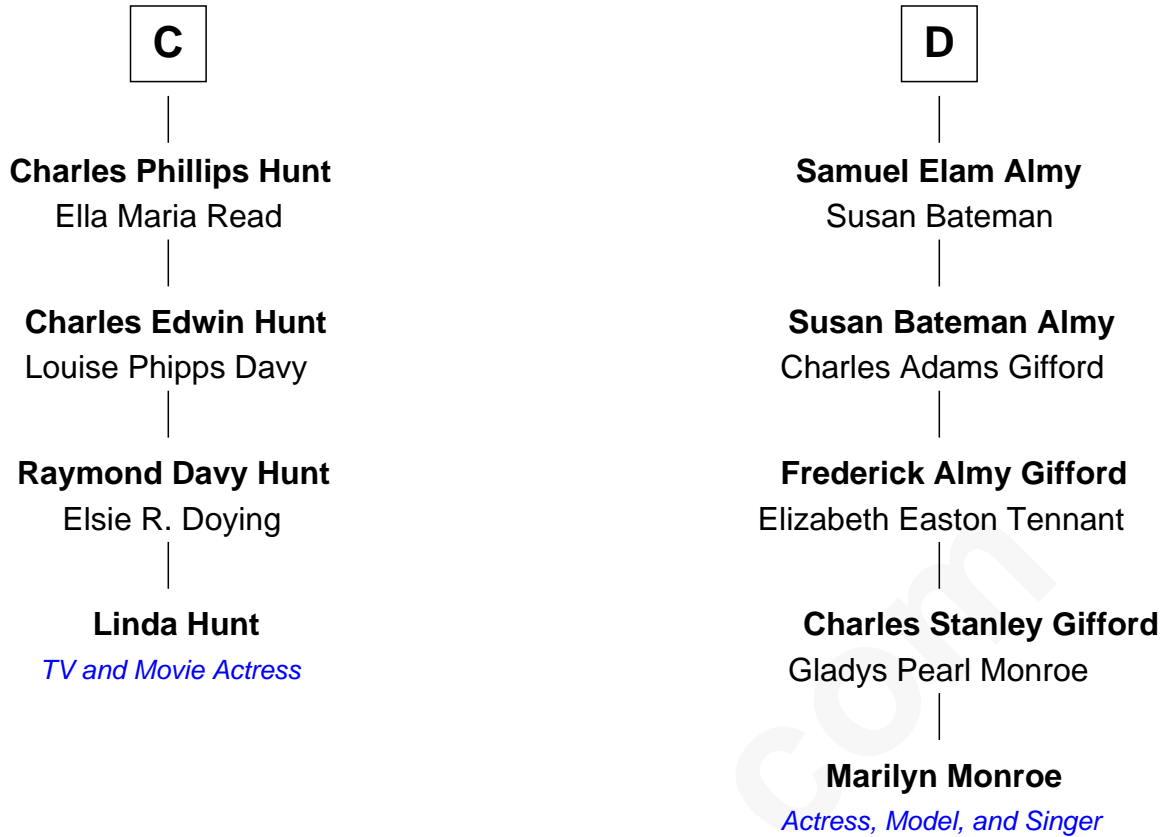 C
Charles Phillips Hunt
Ella Maria Read
Charles Edwin Hunt
Louise Phipps Davy
Raymond Davy Hunt
Elsie R. Doying
Linda Hunt
TV and Movie Actress
D
Samuel Elam Almy
Susan Bateman
Susan Bateman Almy
Charles Adams Gifford
Frederick Almy Gifford
Elizabeth Easton Tennant
Charles Stanley Gifford
Gladys Pearl Monroe
Marilyn Monroe
Actress, Model, and Singer
com